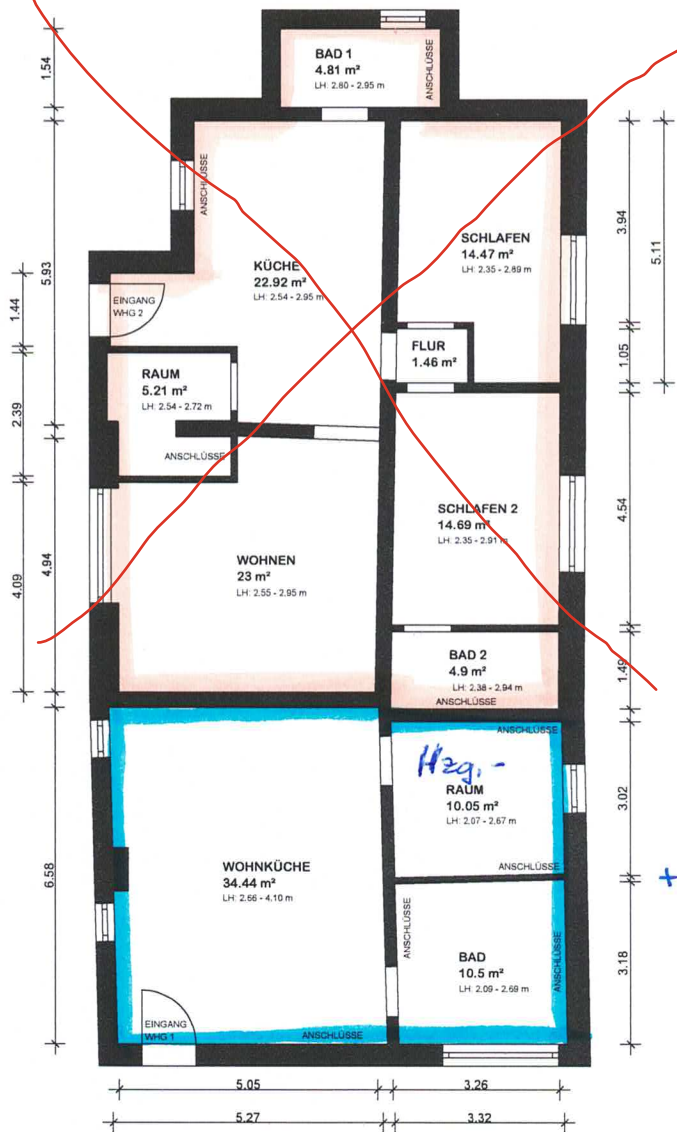 BAD 1
4.81 m²
LH: 2.60 - 2.95 m
ANSCHLÜSSE
1.54
ANSCHLÜSSE
KÜCHE
22.92 m²
LH: 2.54 - 2.95 m
SCHLAFEN
14.47 m²
LH: 2.35 - 2.89 m
3.94
5.11
5.93
1.44
EINGANG
WHG 2
FLUR
1.46 m²
1.05
RAUM
5.21 m²
LH: 2.54 - 2.72 m
2.39
ANSCHLÜSSE
SCHLAFEN 2
14.69 m²
LH: 2.35 - 2.91 m
4.54
WOHNEN
23 m²
LH: 2.55 - 2.95 m
4.09
4.94
BAD 2
4.9 m²
LH: 2.38 - 2.94 m
ANSCHLÜSSE
1.49
ANSCHLÜSSE
Hzg.-
RAUM
10.05 m²
LH: 2.07 - 2.67 m
ANSCHLÜSSE
3.02
WOHNKÜCHE
34.44 m²
LH: 2.66 - 4.10 m
6.58
+
ANSCHLÜSSE
BAD
10.5 m²
LH: 2.09 - 2.69 m
ANSCHLÜSSE
3.18
EINGANG
WHG 1
ANSCHLÜSSE
5.05
3.26
5.27
3.32